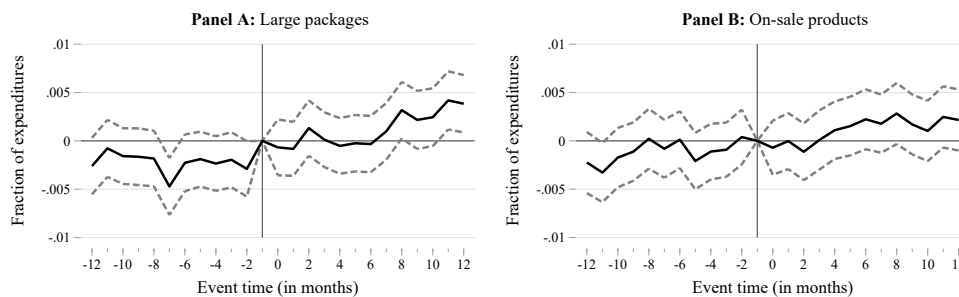 Panel A: Large packages
Fraction of expenditures
.01
.005
0
-.005
-.01
-12 -10 -8 -6 -4 -2 0 2 4 6 8 10 12
Event time (in months)
Panel B: On-sale products
Fraction of expenditures
.01
.005
0
-.005
-.01
-12 -10 -8 -6 -4 -2 0 2 4 6 8 10
Event time (in months)